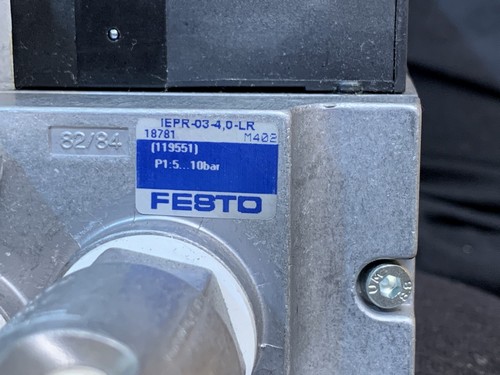 IEPR-03-4,0-LR
18781 M402
(119551)
P1:5...10bar
FESTO
82/84